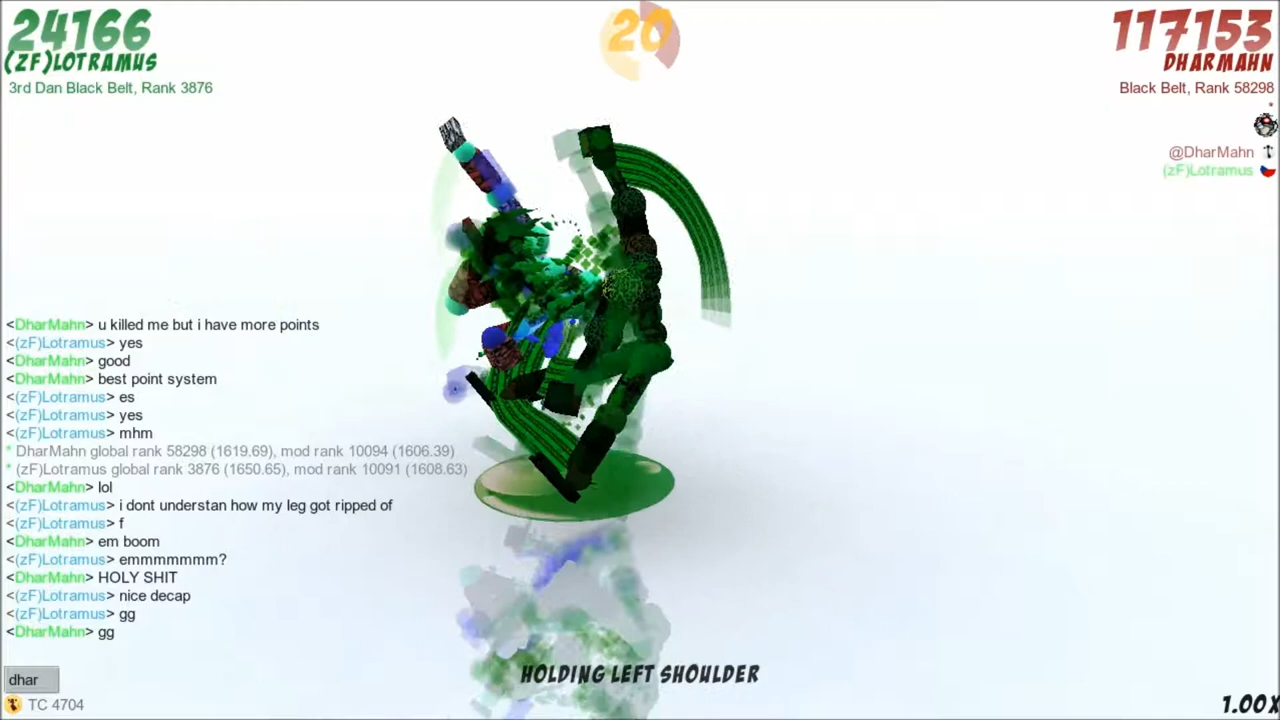 24166
(ZF)LOTRAMUS
3rd Dan Black Belt, Rank 3876
20
117153
DHARMAHN
Black Belt, Rank 58298
*
@DharMahn
(zF)Lotramus
<DharMahn> u killed me but i have more points
<(zF)Lotramus> yes
<DharMahn> good
<DharMahn> best point system
<(zF)Lotramus> es
<(zF)Lotramus> yes
<(zF)Lotramus> mhm
* DharMahn global rank 58298 (1619.69), mod rank 10094 (1606.39)
* (zF)Lotramus global rank 3876 (1650.65), mod rank 10091 (1608.63)
<DharMahn> lol
<(zF)Lotramus> i dont understan how my leg got ripped of
<(zF)Lotramus> f
<DharMahn> em boom
<(zF)Lotramus> emmmmmmm?
<DharMahn> HOLY SHIT
<(zF)Lotramus> nice decap
<(zF)Lotramus> gg
<DharMahn> gg
HOLDING LEFT SHOULDER
dhar
TC 4704
1.00X